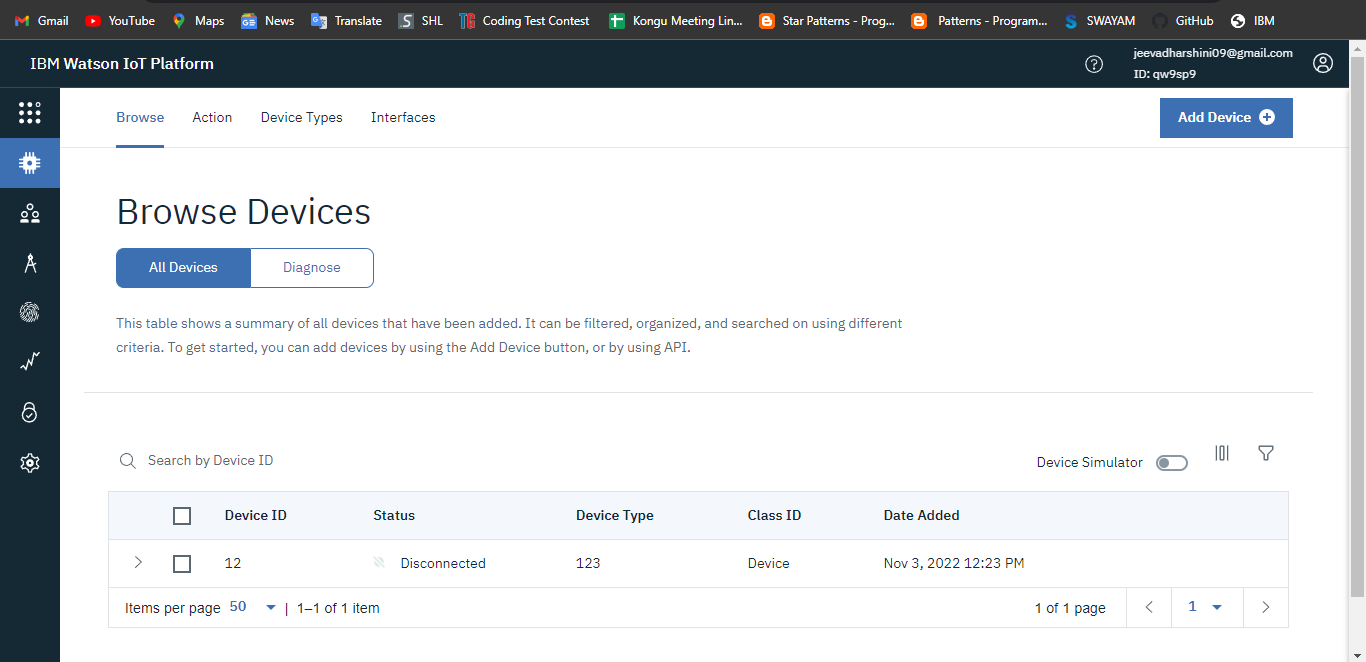 Gmail YouTube Maps News Translate SHL Coding Test Contest Kongu Meeting Lin... Star Patterns - Prog... Patterns - Program... SWAYAM GitHub IBM
IBM Watson IoT Platform
jeevadharshini09@gmail.com
ID: qw9sp9
Browse Action Device Types Interfaces Add Device
Browse Devices
All Devices Diagnose
This table shows a summary of all devices that have been added. It can be filtered, organized, and searched on using different
criteria. To get started, you can add devices by using the Add Device button, or by using API.
Search by Device ID Device Simulator
Device ID Status Device Type Class ID Date Added
12 Disconnected 123 Device Nov 3, 2022 12:23 PM
Items per page 50 | 1–1 of 1 item 1 of 1 page 1